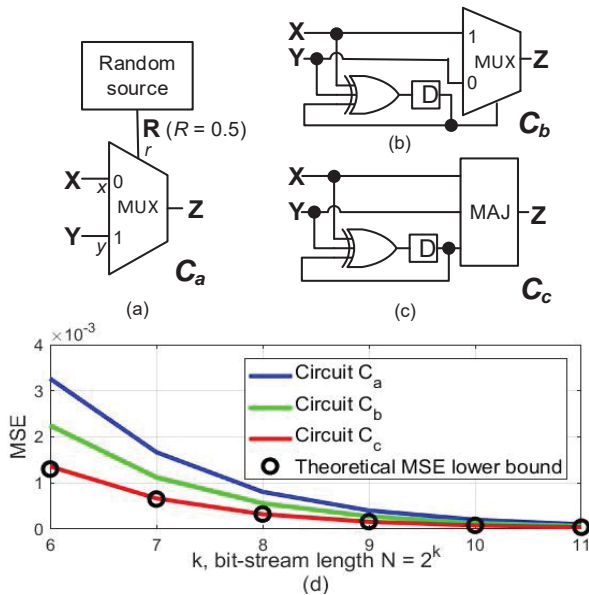 Random
source
R (R = 0.5)
r
X
x
0
MUX
Z
Y
y
1
C_a
(a)
X
1
MUX
Z
Y
0
D
C_b
(b)
X
Y
MAJ
Z
D
C_c
(c)
×10⁻³
4
3
2
1
0
MSE
Circuit C_a
Circuit C_b
Circuit C_c
Theoretical MSE lower bound
6 7 8 9 10 11
k, bit-stream length N = 2^k
(d)